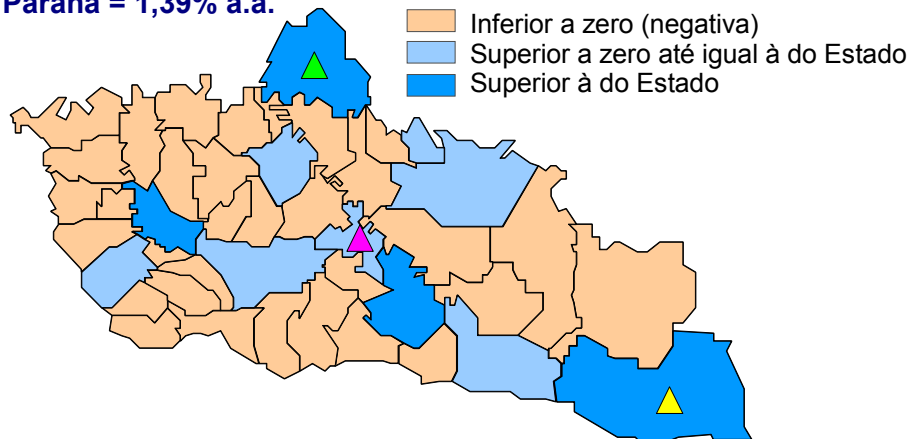 Paraná = 1,39% a.a.
Inferior a zero (negativa)
Superior a zero até igual à do Estado
Superior à do Estado